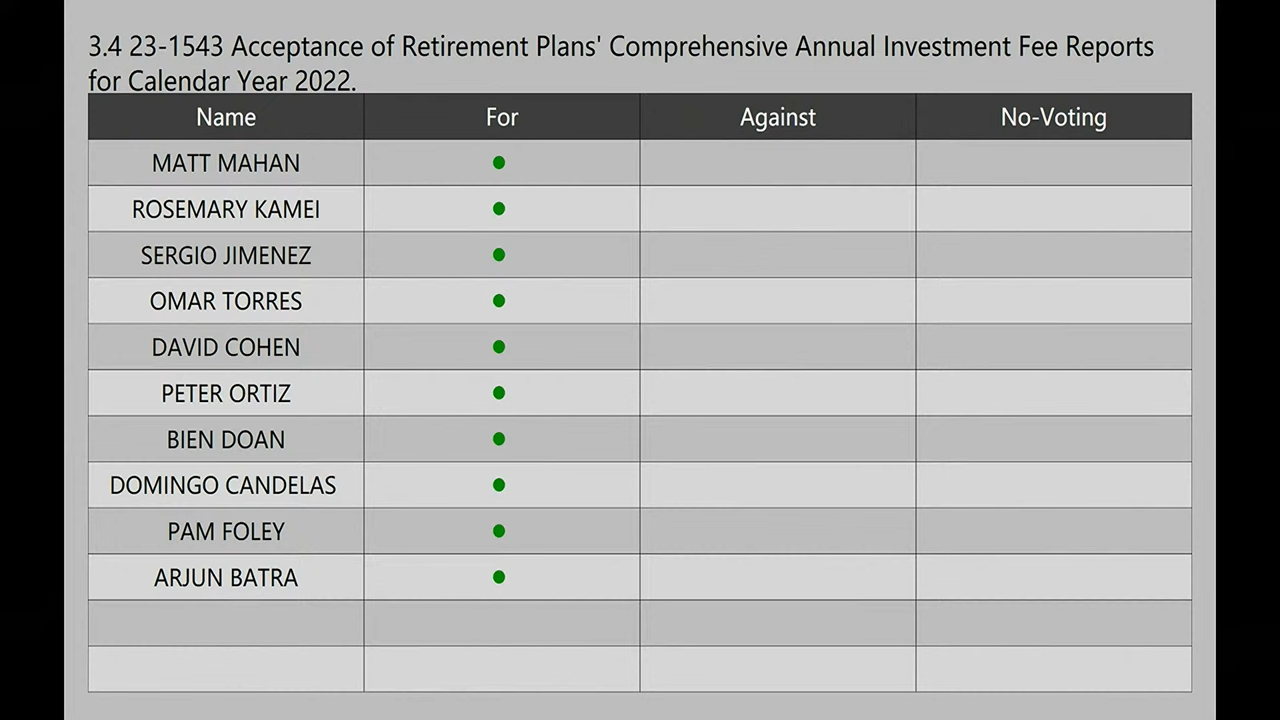 3.4 23-1543 Acceptance of Retirement Plans' Comprehensive Annual Investment Fee Reports
for Calendar Year 2022.
Name For Against No-Voting
MATT MAHAN
ROSEMARY KAMEI
SERGIO JIMENEZ
OMAR TORRES
DAVID COHEN
PETER ORTIZ
BIEN DOAN
DOMINGO CANDELAS
PAM FOLEY
ARJUN BATRA